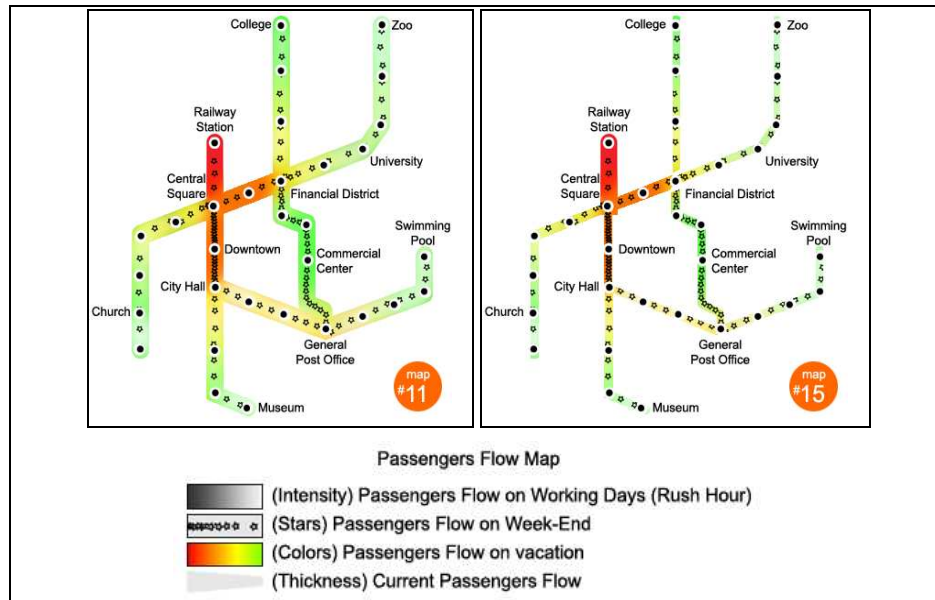 College
Zoo
Railway
Station
University
Central
Square
Financial District
Swimming
Pool
Downtown
Commercial
Center
City Hall
Church
General
Post Office
map
#11
Museum
College
Zoo
Railway
Station
University
Central
Square
Financial District
Swimming
Pool
Downtown
Commercial
Center
City Hall
Church
General
Post Office
map
#15
Museum
Passengers Flow Map
(Intensity) Passengers Flow on Working Days (Rush Hour)
(Stars) Passengers Flow on Week-End
(Colors) Passengers Flow on vacation
(Thickness) Current Passengers Flow